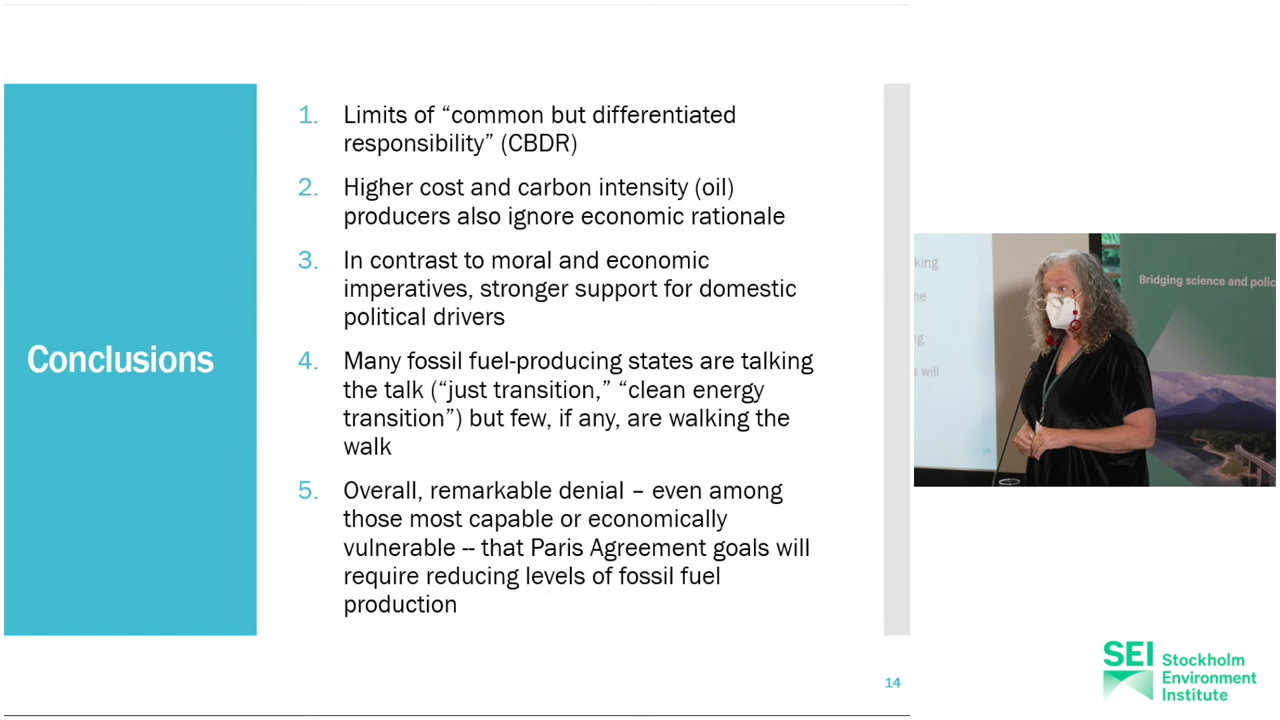 Conclusions
1. Limits of “common but differentiated
responsibility” (CBDR)
2. Higher cost and carbon intensity (oil)
producers also ignore economic rationale
3. In contrast to moral and economic
imperatives, stronger support for domestic
political drivers
4. Many fossil fuel-producing states are talking
the talk (“just transition,” “clean energy
transition”) but few, if any, are walking the
walk
5. Overall, remarkable denial – even among
those most capable or economically
vulnerable -- that Paris Agreement goals will
require reducing levels of fossil fuel
production
14
Bridging science and polic
SEI Stockholm
Environment
Institute